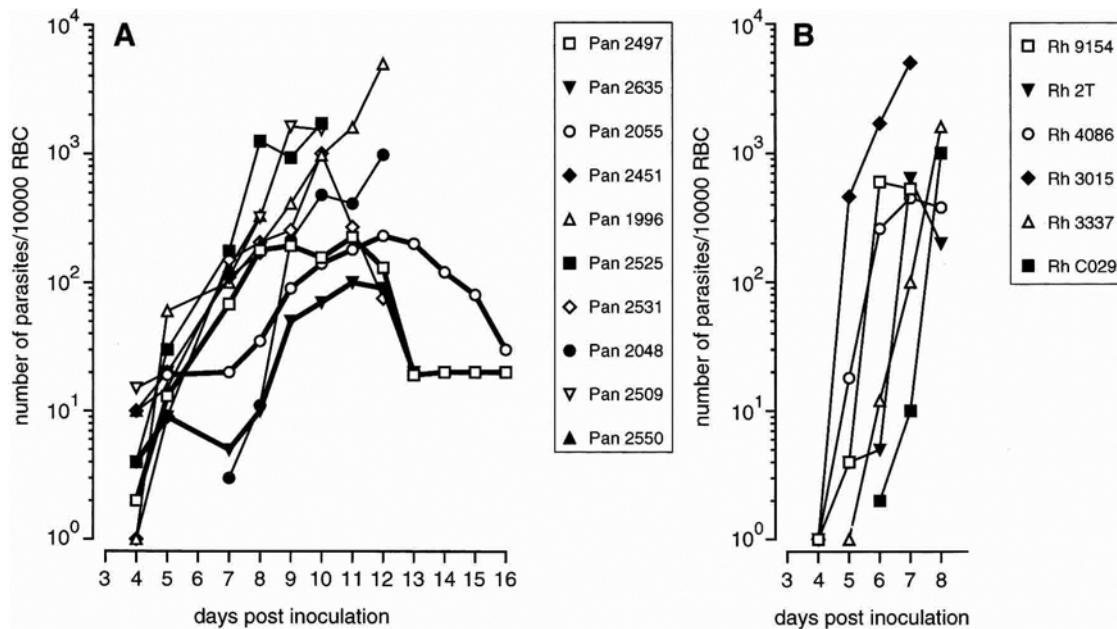 A
number of parasites/10000 RBC
10^4
10^3
10^2
10^1
10^0
3 4 5 7 8 9 10 11 12 13 14 15 16
days post inoculation
Pan 2497
Pan 2635
Pan 2055
Pan 2451
Pan 1996
Pan 2525
Pan 2531
Pan 2048
Pan 2509
Pan 2550
B
number of parasites/10000 RBC
10^4
10^3
10^2
10^1
10^0
3 4 5 6 7 8
days post inoculation
Rh 9154
Rh 2T
Rh 4086
Rh 3015
Rh 3337
Rh C029